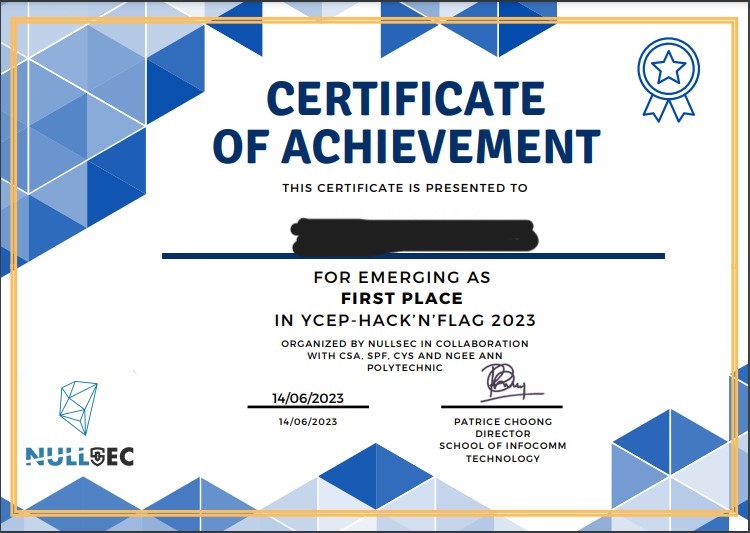 CERTIFICATE
OF ACHIEVEMENT
THIS CERTIFICATE IS PRESENTED TO
FOR EMERGING AS
FIRST PLACE
IN YCEP-HACK'N'FLAG 2023
ORGANIZED BY NULLSEC IN COLLABORATION
WITH CSA, SPF, CYS AND NGEE ANN
POLYTECHNIC
14/06/2023
14/06/2023
PATRICE CHOONG
DIRECTOR
SCHOOL OF INFOCOMM
TECHNOLOGY
NULLSEC